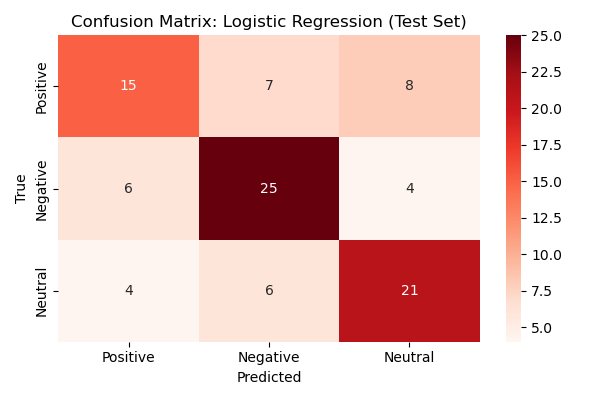 Confusion Matrix: Logistic Regression (Test Set)
True
Positive
15 7 8
Negative
6 25 4
Neutral
4 6 21
Positive Negative Neutral
Predicted
25.0
22.5
20.0
17.5
15.0
12.5
10.0
7.5
5.0